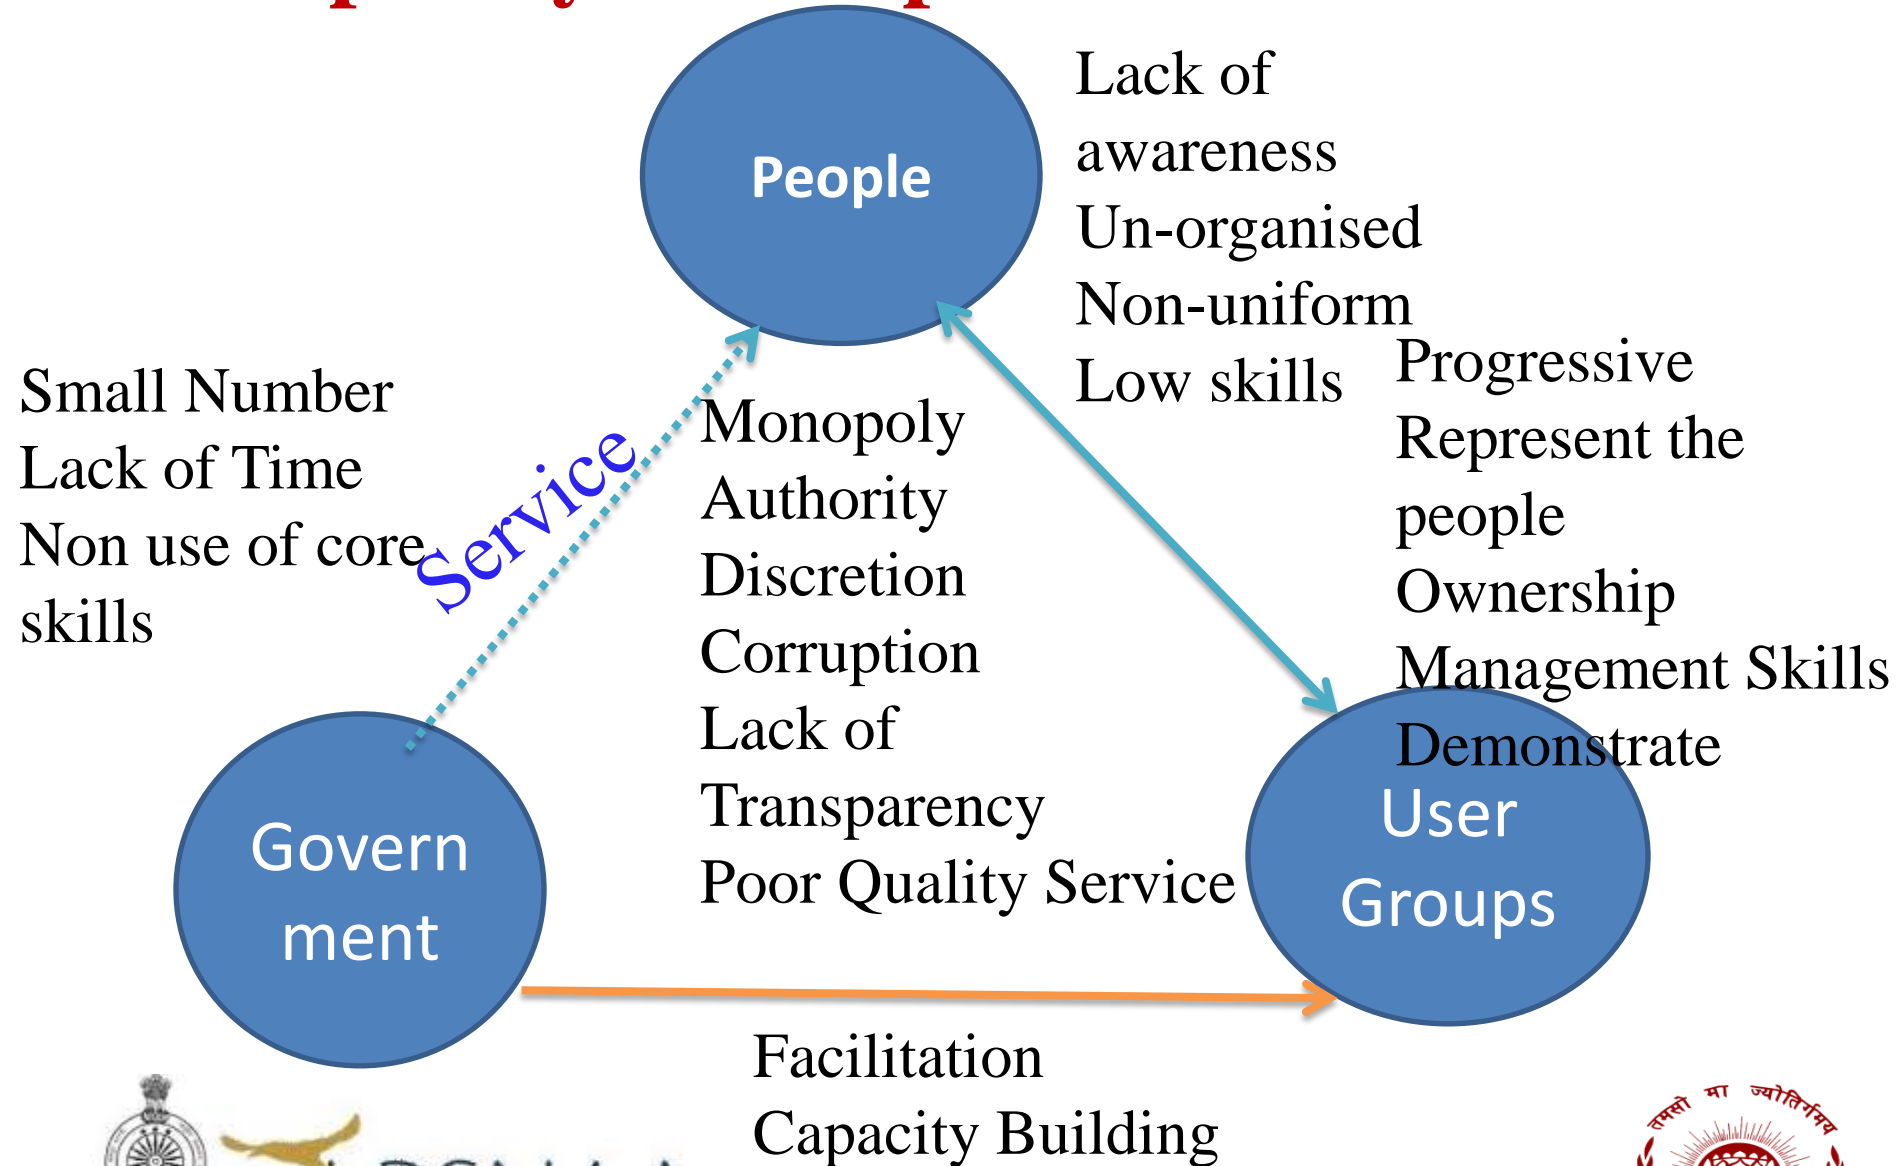 People
Lack of
awareness
Un-organised
Non-uniform
Low skills
Small Number
Lack of Time
Non use of core
skills
Service
Monopoly
Authority
Discretion
Corruption
Lack of
Transparency
Poor Quality Service
Progressive
Represent the
people
Ownership
Management Skills
Demonstrate
Govern
ment
User
Groups
Facilitation
Capacity Building
तमसो मा ज्योतिर्गमय